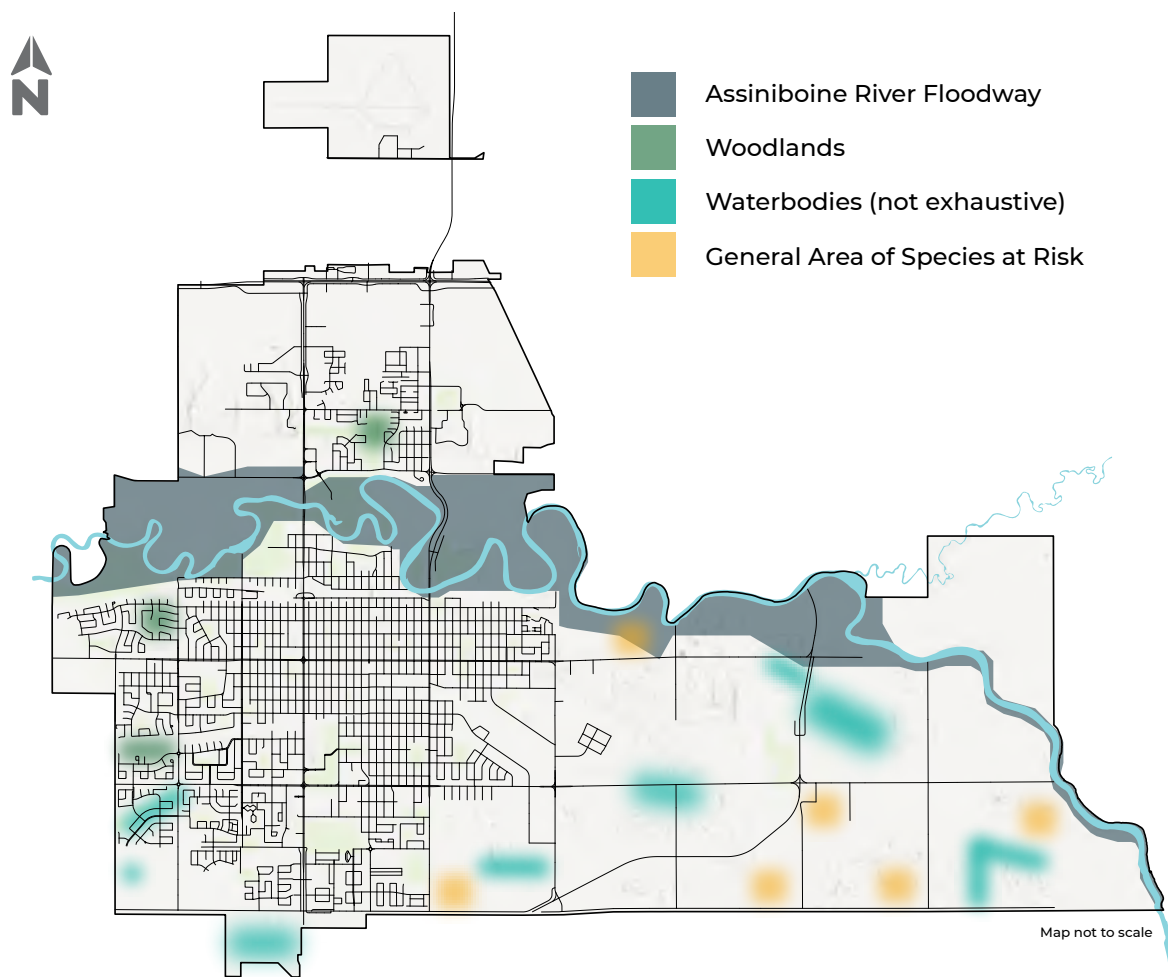 N
Assiniboine River Floodway
Woodlands
Waterbodies (not exhaustive)
General Area of Species at Risk
Map not to scale